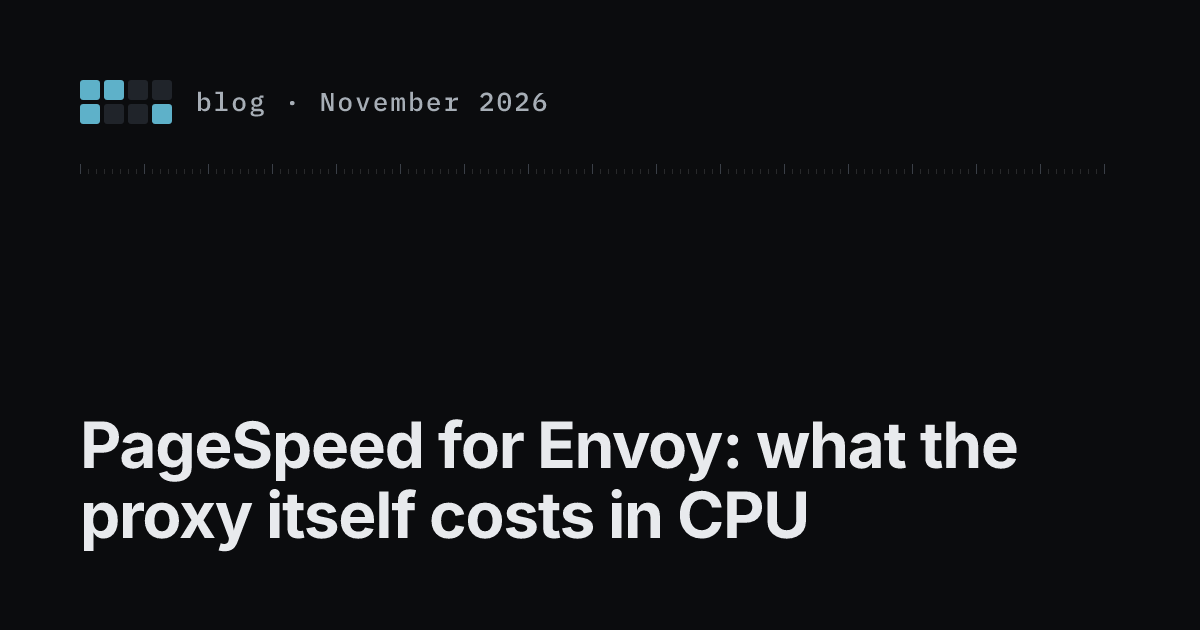 blog · November 2026
PageSpeed for Envoy: what the
proxy itself costs in CPU